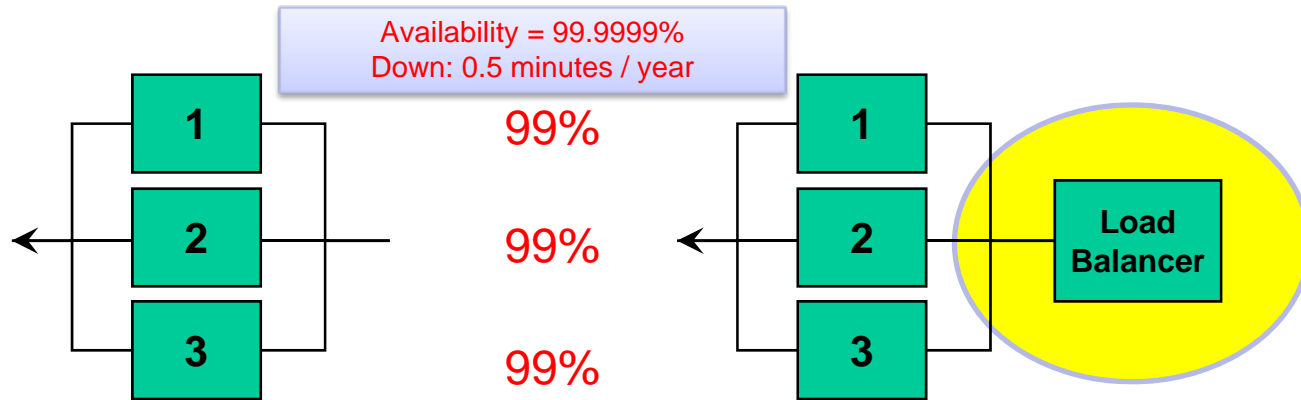 Availability = 99.9999%
Down: 0.5 minutes / year
1
99%
1
2
99%
2
Load
Balancer
3
99%
3